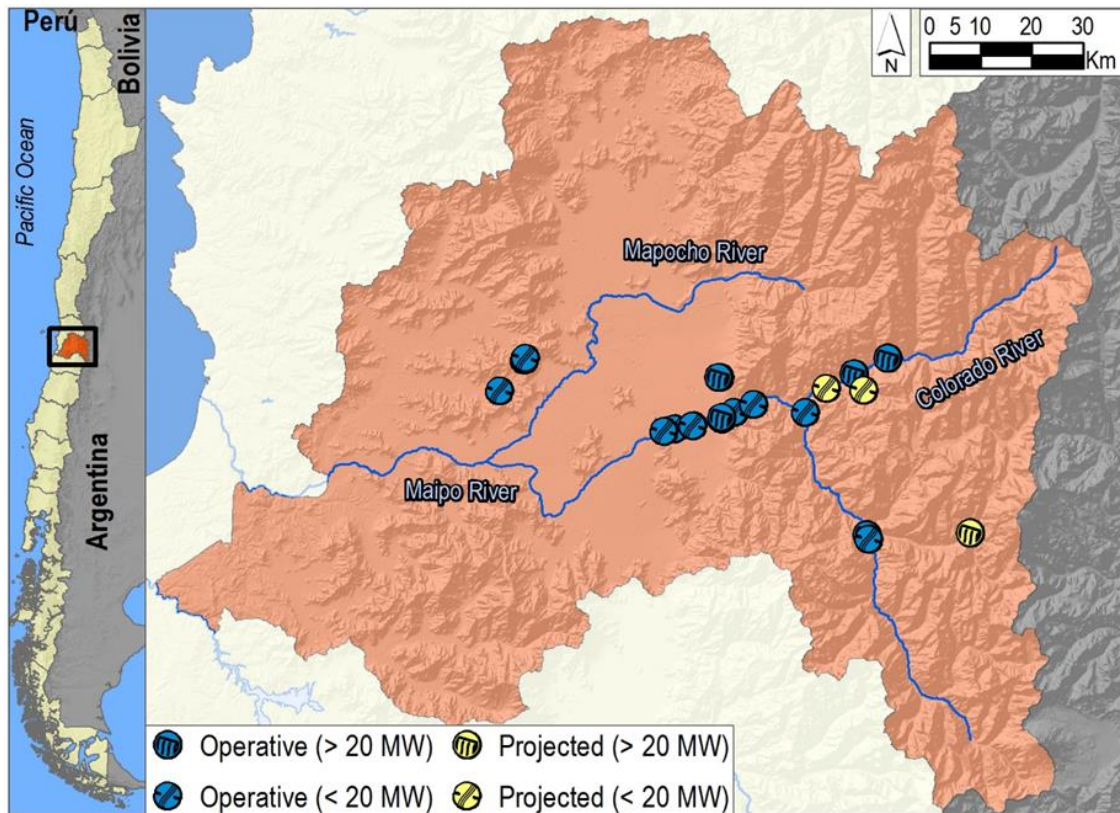 Perú
Bolivia
Pacific Ocean
Argentina
N
0 5 10 20 30
Km
Mapocho River
Colorado River
Maipo River
Operative (> 20 MW)
Projected (> 20 MW)
Operative (< 20 MW)
Projected (< 20 MW)